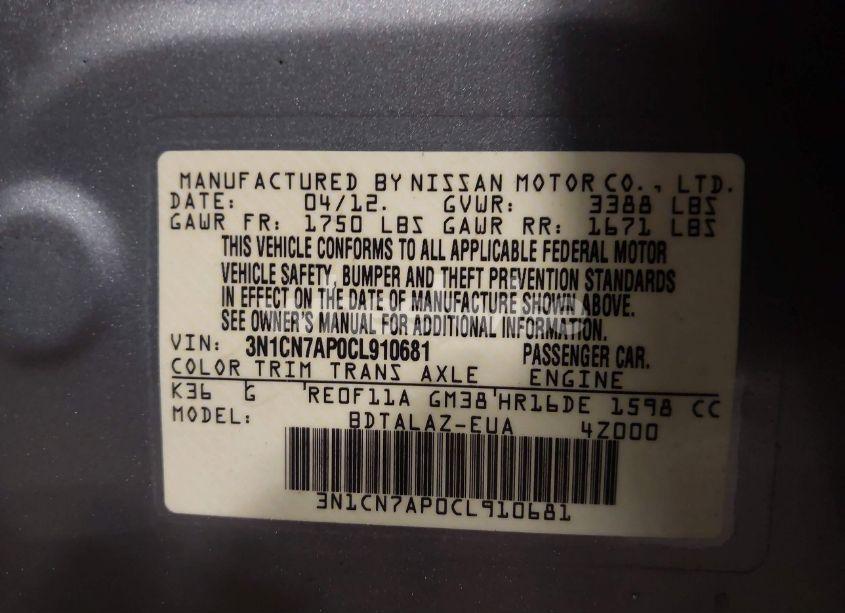 MANUFACTURED BY NISSAN MOTOR CO., LTD.
DATE: 04/12. GVWR: 3388 LBS
GAWR FR: 1750 LBS GAWR RR: 1671 LBS
THIS VEHICLE CONFORMS TO ALL APPLICABLE FEDERAL MOTOR
VEHICLE SAFETY, BUMPER AND THEFT PREVENTION STANDARDS
IN EFFECT ON THE DATE OF MANUFACTURE SHOWN ABOVE.
SEE OWNER'S MANUAL FOR ADDITIONAL INFORMATION.
VIN: 3N1CN7AP0CL910681 PASSENGER CAR.
COLOR TRIM TRANS AXLE ENGINE
K36 G RE0F11A GM38 HR16DE 1598 CC
MODEL: BDTALAZ-EUA 4Z000
3N1CN7AP0CL910681